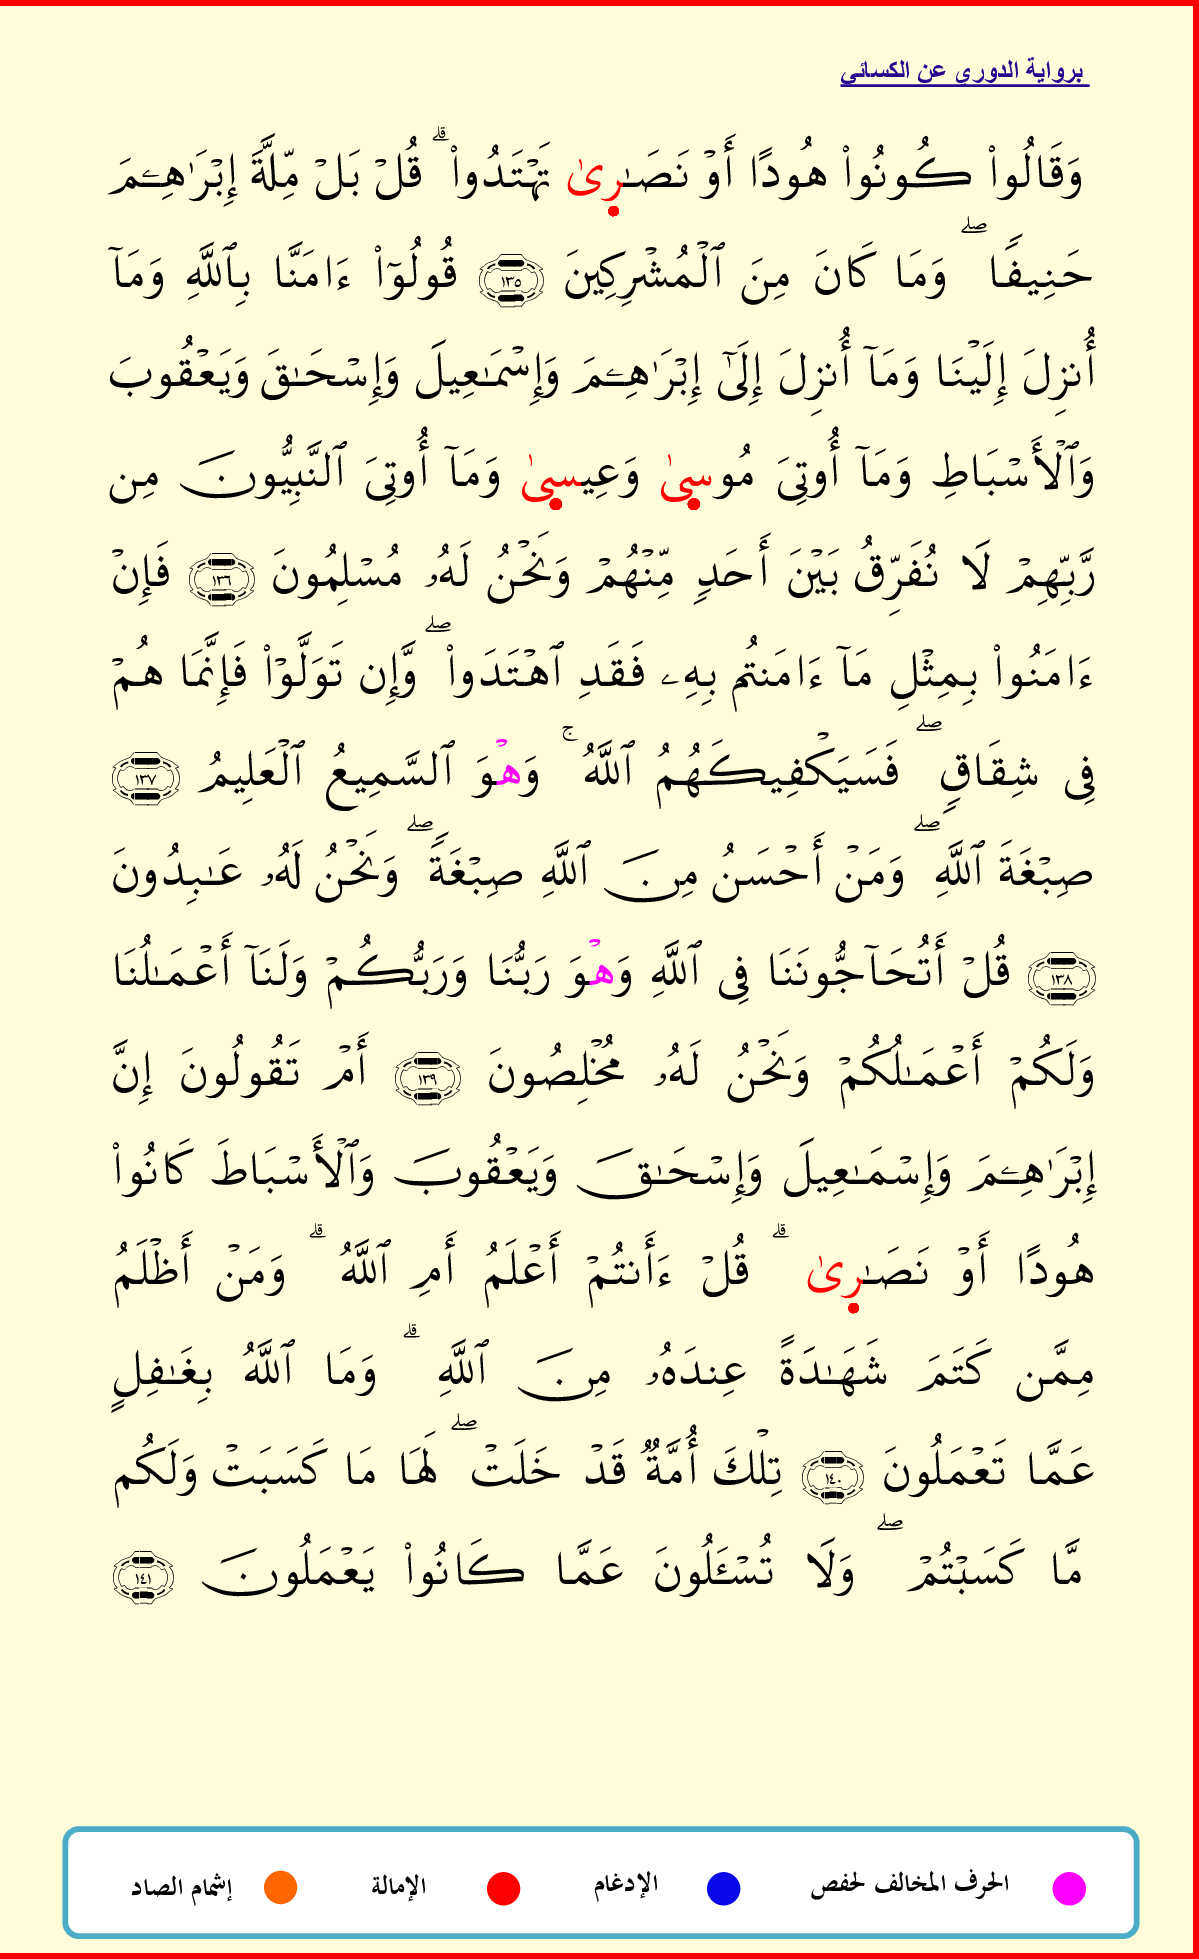 برواية الدوري عن الكسائي
وَقَالُوا۟ كُونُوا۟ هُودًا أَوۡ نَصَـٰرِىٰ تَهۡتَدُوا۟ ۗ قُلۡ بَلۡ مِلَّةَ إِبۡرَٰهِـۧمَ
حَنِيفًا ۖ وَمَا كَانَ مِنَ ٱلۡمُشۡرِكِينَ ١٣٥ قُولُوٓا۟ ءَامَنَّا بِٱللَّهِ وَمَآ
أُنزِلَ إِلَيۡنَا وَمَآ أُنزِلَ إِلَىٰٓ إِبۡرَٰهِـۧمَ وَإِسۡمَـٰعِيلَ وَإِسۡحَـٰقَ وَيَعۡقُوبَ
وَٱلۡأَسۡبَاطِ وَمَآ أُوتِىَ مُوسِىٰ وَعِيسِىٰ وَمَآ أُوتِىَ ٱلنَّبِيُّونَ مِن
رَّبِّهِمۡ لَا نُفَرِّقُ بَيۡنَ أَحَدٍ مِّنۡهُمۡ وَنَحۡنُ لَهُۥ مُسۡلِمُونَ ١٣٦ فَإِنۡ
ءَامَنُوا۟ بِمِثۡلِ مَآ ءَامَنتُم بِهِۦ فَقَدِ ٱهۡتَدَوا۟ ۖ وَّإِن تَوَلَّوۡا۟ فَإِنَّمَا هُمۡ
فِى شِقَاقٍ ۖ فَسَيَكۡفِيكَهُمُ ٱللَّهُ ۚ وَهۡوَ ٱلسَّمِيعُ ٱلۡعَلِيمُ ١٣٧
صِبۡغَةَ ٱللَّهِ ۖ وَمَنۡ أَحۡسَنُ مِنَ ٱللَّهِ صِبۡغَةً ۖ وَنَحۡنُ لَهُۥ عَـٰبِدُونَ
١٣٨ قُلۡ أَتُحَآجُّونَنَا فِى ٱللَّهِ وَهۡوَ رَبُّنَا وَرَبُّكُمۡ وَلَنَآ أَعۡمَـٰلُنَا
وَلَكُمۡ أَعۡمَـٰلُكُمۡ وَنَحۡنُ لَهُۥ مُخۡلِصُونَ ١٣٩ أَمۡ تَقُولُونَ إِنَّ
إِبۡرَٰهِـۧمَ وَإِسۡمَـٰعِيلَ وَإِسۡحَـٰقَ وَيَعۡقُوبَ وَٱلۡأَسۡبَاطَ كَانُوا۟
هُودًا أَوۡ نَصَـٰرِىٰ ۗ قُلۡ ءَأَنتُمۡ أَعۡلَمُ أَمِ ٱللَّهُ ۗ وَمَنۡ أَظۡلَمُ
مِمَّن كَتَمَ شَهَـٰدَةً عِندَهُۥ مِنَ ٱللَّهِ ۗ وَمَا ٱللَّهُ بِغَـٰفِلٍ
عَمَّا تَعۡمَلُونَ ١٤٠ تِلۡكَ أُمَّةٌ قَدۡ خَلَتۡ ۖ لَهَا مَا كَسَبَتۡ وَلَكُم
مَّا كَسَبۡتُمۡ ۖ وَلَا تُسۡـَٔلُونَ عَمَّا كَانُوا۟ يَعۡمَلُونَ ١٤١
الحرف المخالف لحفص الإدغام الإمالة إشمام الصاد